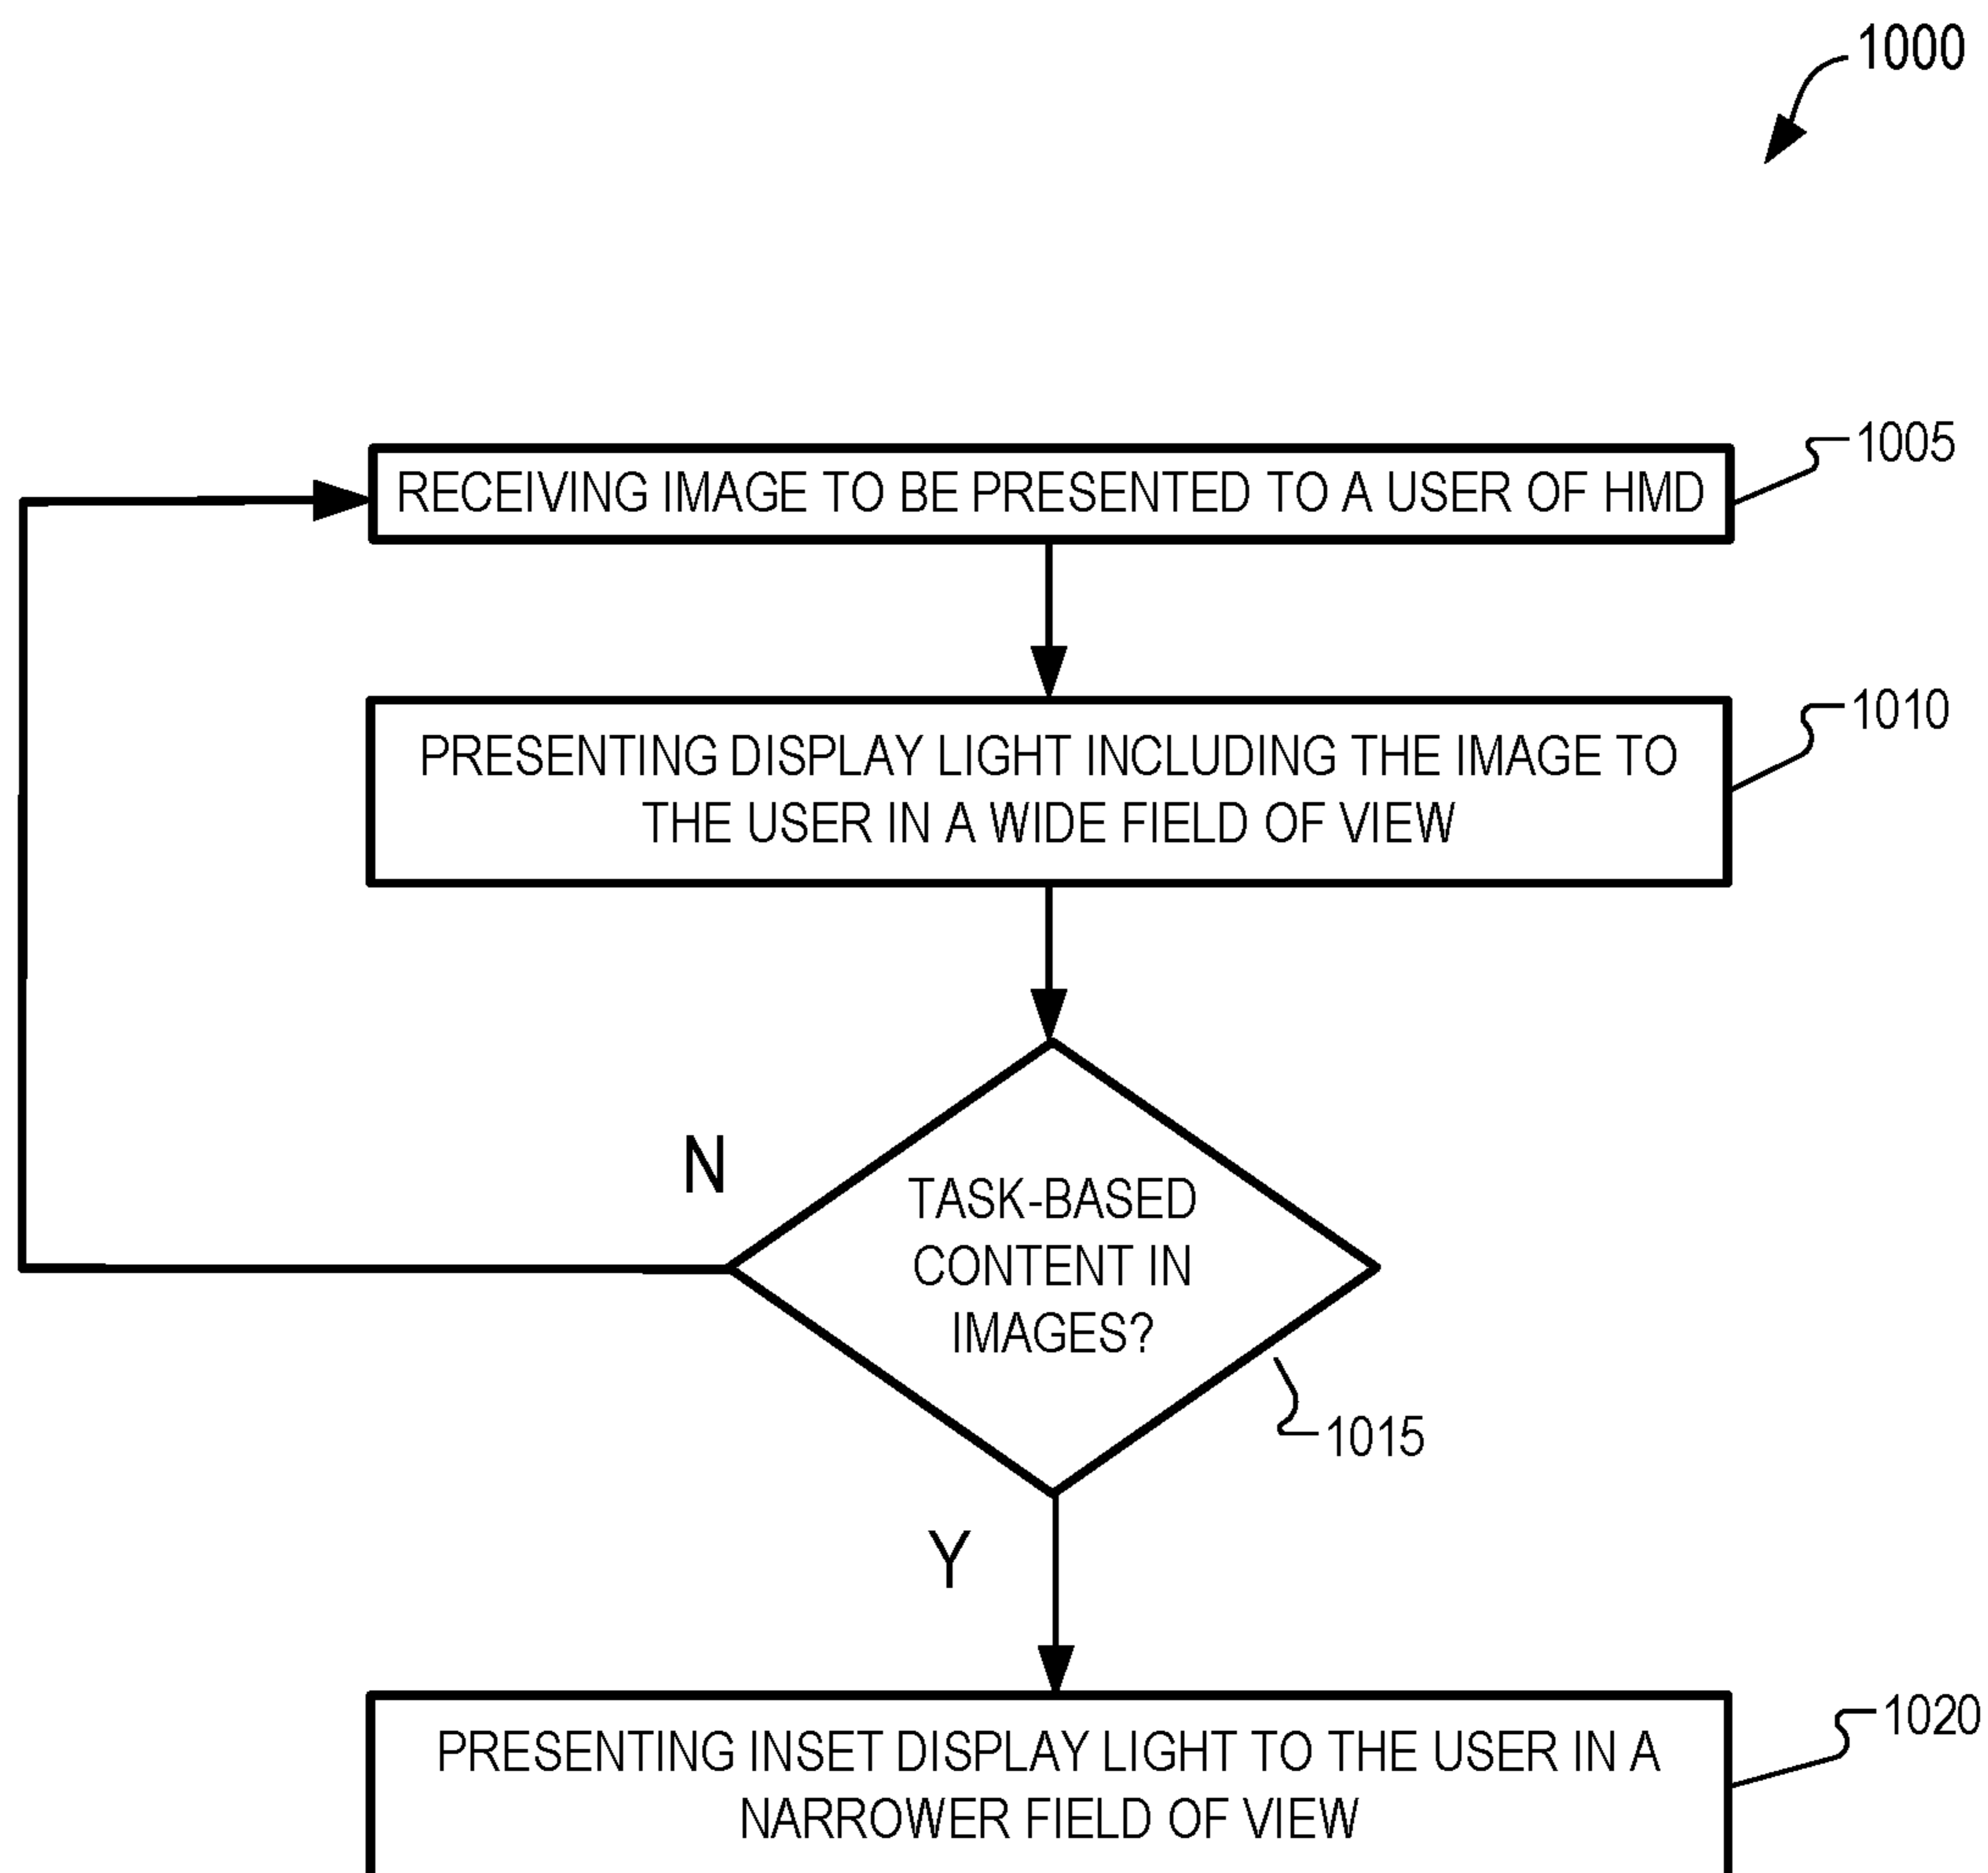 1000
RECEIVING IMAGE TO BE PRESENTED TO A USER OF HMD
1005
PRESENTING DISPLAY LIGHT INCLUDING THE IMAGE TO
THE USER IN A WIDE FIELD OF VIEW
1010
N
TASK-BASED
CONTENT IN
IMAGES?
1015
Y
PRESENTING INSET DISPLAY LIGHT TO THE USER IN A
NARROWER FIELD OF VIEW
1020